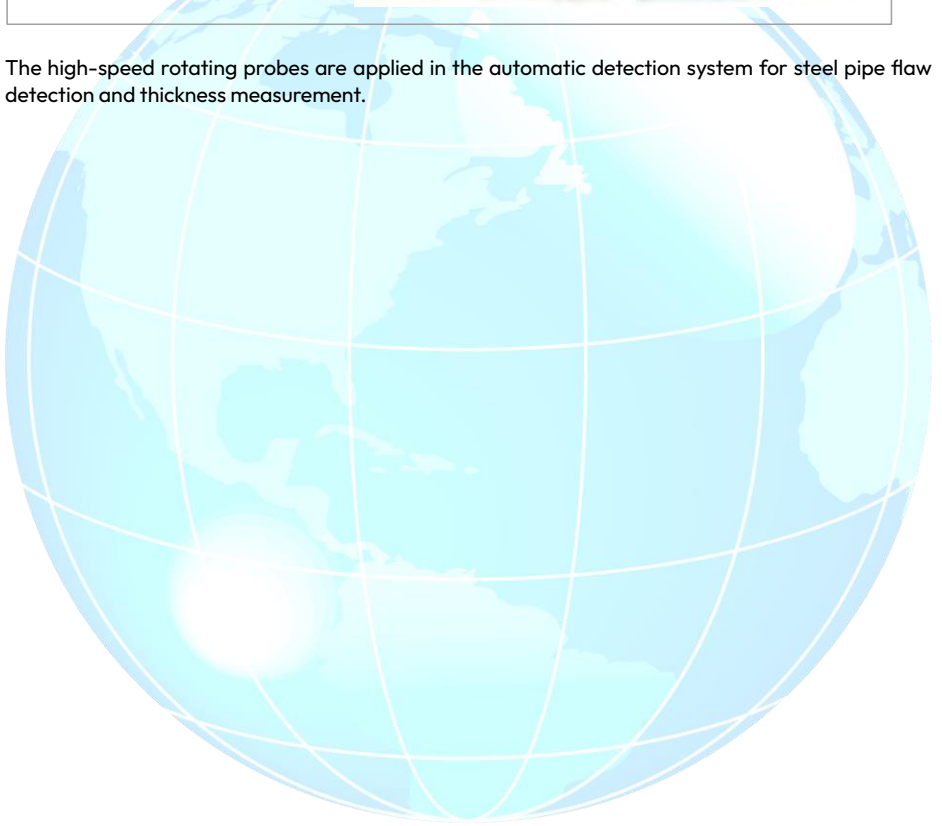 The high-speed rotating probes are applied in the automatic detection system for steel pipe flaw
detection and thickness measurement.